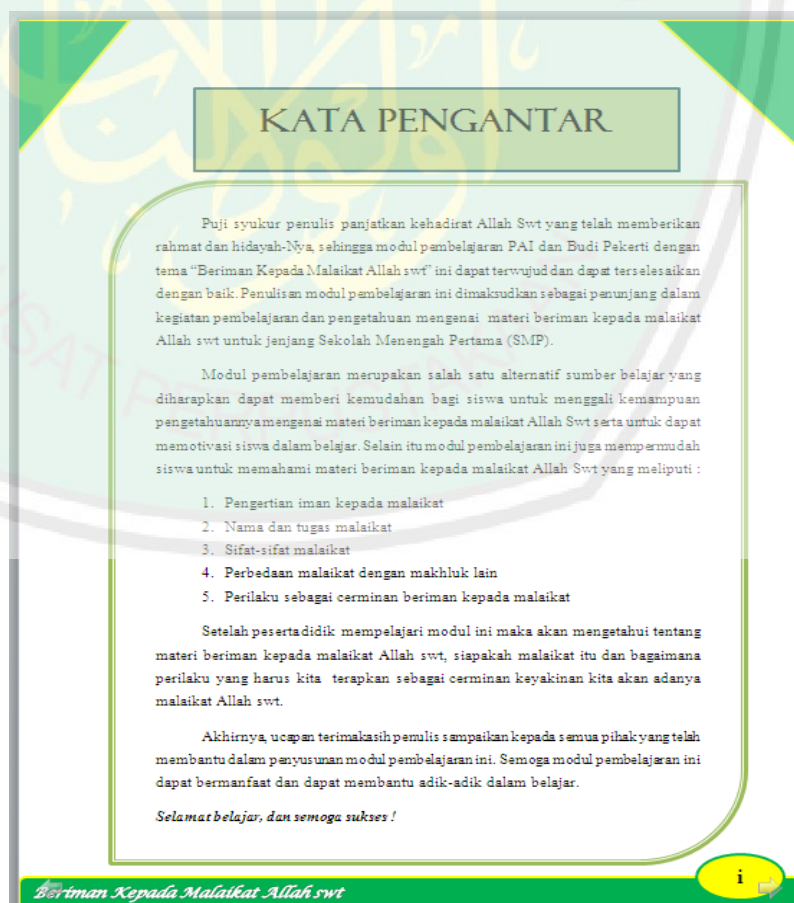 KATA PENGANTAR
Puji syukur penulis panjatkan kehadirat Allah Swt yang telah memberikan
rahmat dan hidayah-Nya, sehingga modul pembelajaran PAI dan Budi Pekerti dengan
tema “Beriman Kepada Malaikat Allah swt” ini dapat terwujud dan dapat terselesaikan
dengan baik. Penulisan modul pembelajaran ini dimaksudkan sebagai penunjang dalam
kegiatan pembelajaran dan pengetahuan mengenai materi beriman kepada malaikat
Allah swt untuk jenjang Sekolah Menengah Pertama (SMP).
Modul pembelajaran merupakan salah satu alternatif sumber belajar yang
diharapkan dapat memberi kemudahan bagi siswa untuk menggali kemampuan
pengetahuannya mengenai materi beriman kepada malaikat Allah Swt serta untuk dapat
memotivasi siswa dalam belajar. Selain itu modul pembelajaran ini juga mempermudah
siswa untuk memahami materi beriman kepada malaikat Allah Swt yang meliputi :
1. Pengertian iman kepada malaikat
2. Nama dan tugas malaikat
3. Sifat-sifat malaikat
4. Perbedaan malaikat dengan makhluk lain
5. Perilaku sebagai cerminan beriman kepada malaikat
Setelah peserta didik mempelajari modul ini maka akan mengetahui tentang
materi beriman kepada malaikat Allah swt, siapakah malaikat itu dan bagaimana
perilaku yang harus kita terapkan sebagai cerminan keyakinan kita akan adanya
malaikat Allah swt.
Akhirnya, ucapan terimakasih penulis sampaikan kepada semua pihak yang telah
membantu dalam penyusunan modul pembelajaran ini. Semoga modul pembelajaran ini
dapat bermanfaat dan dapat membantu adik-adik dalam belajar.
Selamat belajar, dan semoga sukses !
i
Beriman Kepada Malaikat Allah swt